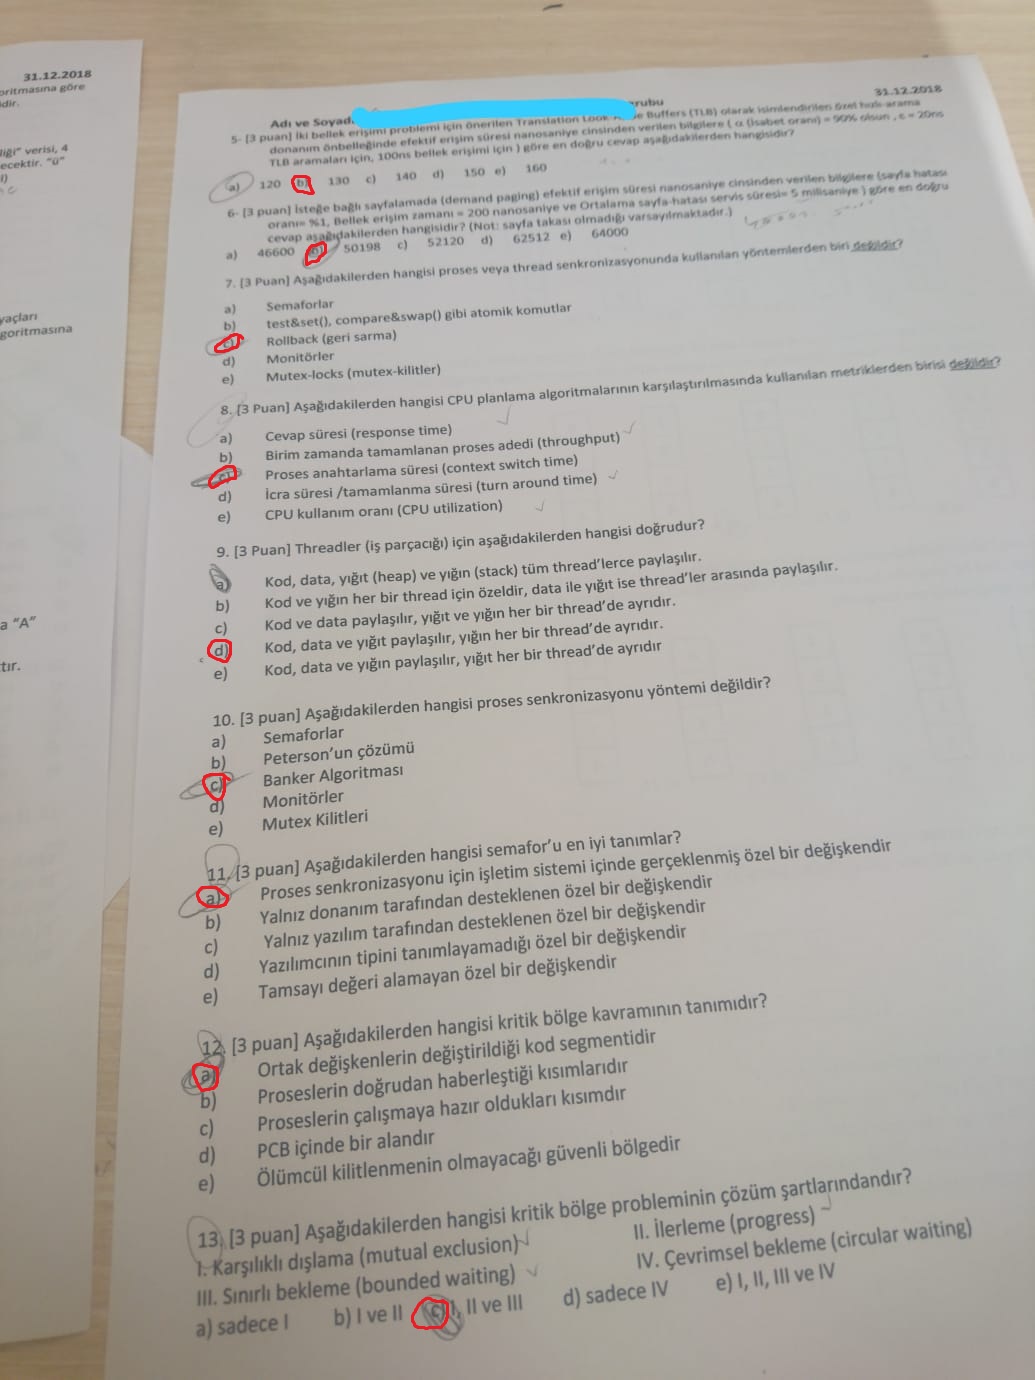 31.12.2018
oritmasına göre
idir.
liği" verisi, 4
ecektir. "ü"
yaçları
goritmasına
a "A"
tır.
31.12.2018
Adı ve Soyad. rubu
5- [3 puan] İki bellek erişimi problemi için önerilen Translation Look Buffers (TLB) olarak isimlendirilen özel hızlı arama
donanım önbelleğinde efektif erişim süresi nanosaniye cinsinden verilen bilgilere ( α (isabet oranı) = 90% olsun , ε = 20ns
TLB aramaları için, 100ns bellek erişimi için ) göre en doğru cevap aşağıdakilerden hangisidir?
a) 120 b) 130 c) 140 d) 150 e) 160
6- [3 puan] İsteğe bağlı sayfalamada (demand paging) efektif erişim süresi nanosaniye cinsinden verilen bilgilere (sayfa hatası
oranı= %1, Bellek erişim zamanı = 200 nanosaniye ve Ortalama sayfa-hatası servis süresi= 5 milisaniye ) göre en doğru
cevap aşağıdakilerden hangisidir? (Not: sayfa takası olmadığı varsayılmaktadır.)
a) 46600 b) 50198 c) 52120 d) 62512 e) 64000
7. [3 Puan] Aşağıdakilerden hangisi proses veya thread senkronizasyonunda kullanılan yöntemlerden biri değildir?
a) Semaforlar
b) test&set(), compare&swap() gibi atomik komutlar
c) Rollback (geri sarma)
d) Monitörler
e) Mutex-locks (mutex-kilitler)
8. [3 Puan] Aşağıdakilerden hangisi CPU planlama algoritmalarının karşılaştırılmasında kullanılan metriklerden birisi değildir?
a) Cevap süresi (response time)
b) Birim zamanda tamamlanan proses adedi (throughput)
c) Proses anahtarlama süresi (context switch time)
d) İcra süresi /tamamlanma süresi (turn around time)
e) CPU kullanım oranı (CPU utilization)
9. [3 Puan] Threadler (iş parçacığı) için aşağıdakilerden hangisi doğrudur?
a) Kod, data, yığıt (heap) ve yığın (stack) tüm thread'lerce paylaşılır.
b) Kod ve yığın her bir thread için özeldir, data ile yığıt ise thread'ler arasında paylaşılır.
c) Kod ve data paylaşılır, yığıt ve yığın her bir thread'de ayrıdır.
d) Kod, data ve yığıt paylaşılır, yığın her bir thread'de ayrıdır.
e) Kod, data ve yığın paylaşılır, yığıt her bir thread'de ayrıdır
10. [3 puan] Aşağıdakilerden hangisi proses senkronizasyonu yöntemi değildir?
a) Semaforlar
b) Peterson'un çözümü
c) Banker Algoritması
d) Monitörler
e) Mutex Kilitleri
11. [3 puan] Aşağıdakilerden hangisi semafor'u en iyi tanımlar?
a) Proses senkronizasyonu için işletim sistemi içinde gerçeklenmiş özel bir değişkendir
b) Yalnız donanım tarafından desteklenen özel bir değişkendir
c) Yalnız yazılım tarafından desteklenen özel bir değişkendir
d) Yazılımcının tipini tanımlayamadığı özel bir değişkendir
e) Tamsayı değeri alamayan özel bir değişkendir
12. [3 puan] Aşağıdakilerden hangisi kritik bölge kavramının tanımıdır?
a) Ortak değişkenlerin değiştirildiği kod segmentidir
b) Proseslerin doğrudan haberleştiği kısımlarıdır
c) Proseslerin çalışmaya hazır oldukları kısımdır
d) PCB içinde bir alandır
e) Ölümcül kilitlenmenin olmayacağı güvenli bölgedir
13. [3 puan] Aşağıdakilerden hangisi kritik bölge probleminin çözüm şartlarındandır?
I. Karşılıklı dışlama (mutual exclusion) II. İlerleme (progress)
III. Sınırlı bekleme (bounded waiting) IV. Çevrimsel bekleme (circular waiting)
a) sadece I b) I ve II c) I, II ve III d) sadece IV e) I, II, III ve IV